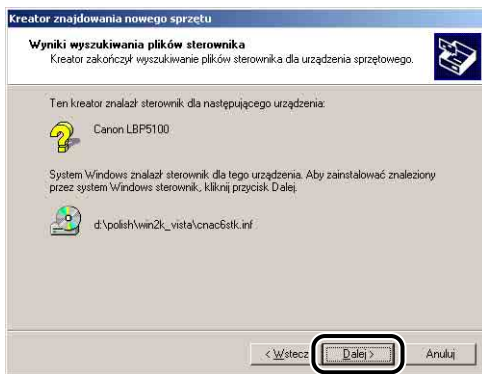 Kreator znajdowania nowego sprzętu
Wyniki wyszukiwania plików sterownika
Kreator zakończył wyszukiwanie plików sterownika dla urządzenia sprzętowego.
Ten kreator znalazł sterownik dla następującego urządzenia:
Canon LBP5100
System Windows znalazł sterownik dla tego urządzenia. Aby zainstalować znaleziony
przez system Windows sterownik, kliknij przycisk Dalej.
d:\polish\win2k_vista\cnac6stk.inf
< Wstecz Dalej > Anuluj